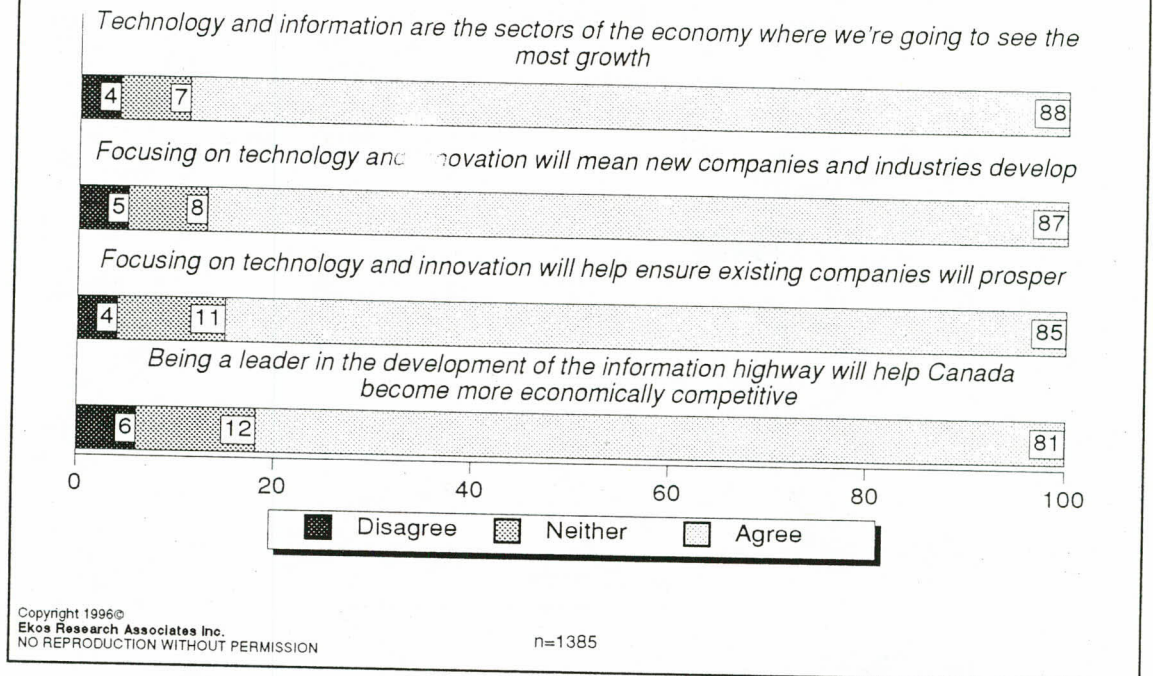 Technology and information are the sectors of the economy where we're going to see the
most growth
4 7 88
Focusing on technology and will mean new companies and industries develop
5 8 87
Focusing on technology and innovation will help ensure existing companies will prosper
4 11 85
Being a leader in the development of the information highway will help Canada
become more economically competitive
6 12 81
0 20 40 60 80 100
Disagree Neither Agree
Copyright 1996©
Ekos Research Associates Inc.
NO REPRODUCTION WITHOUT PERMISSION
n=1385